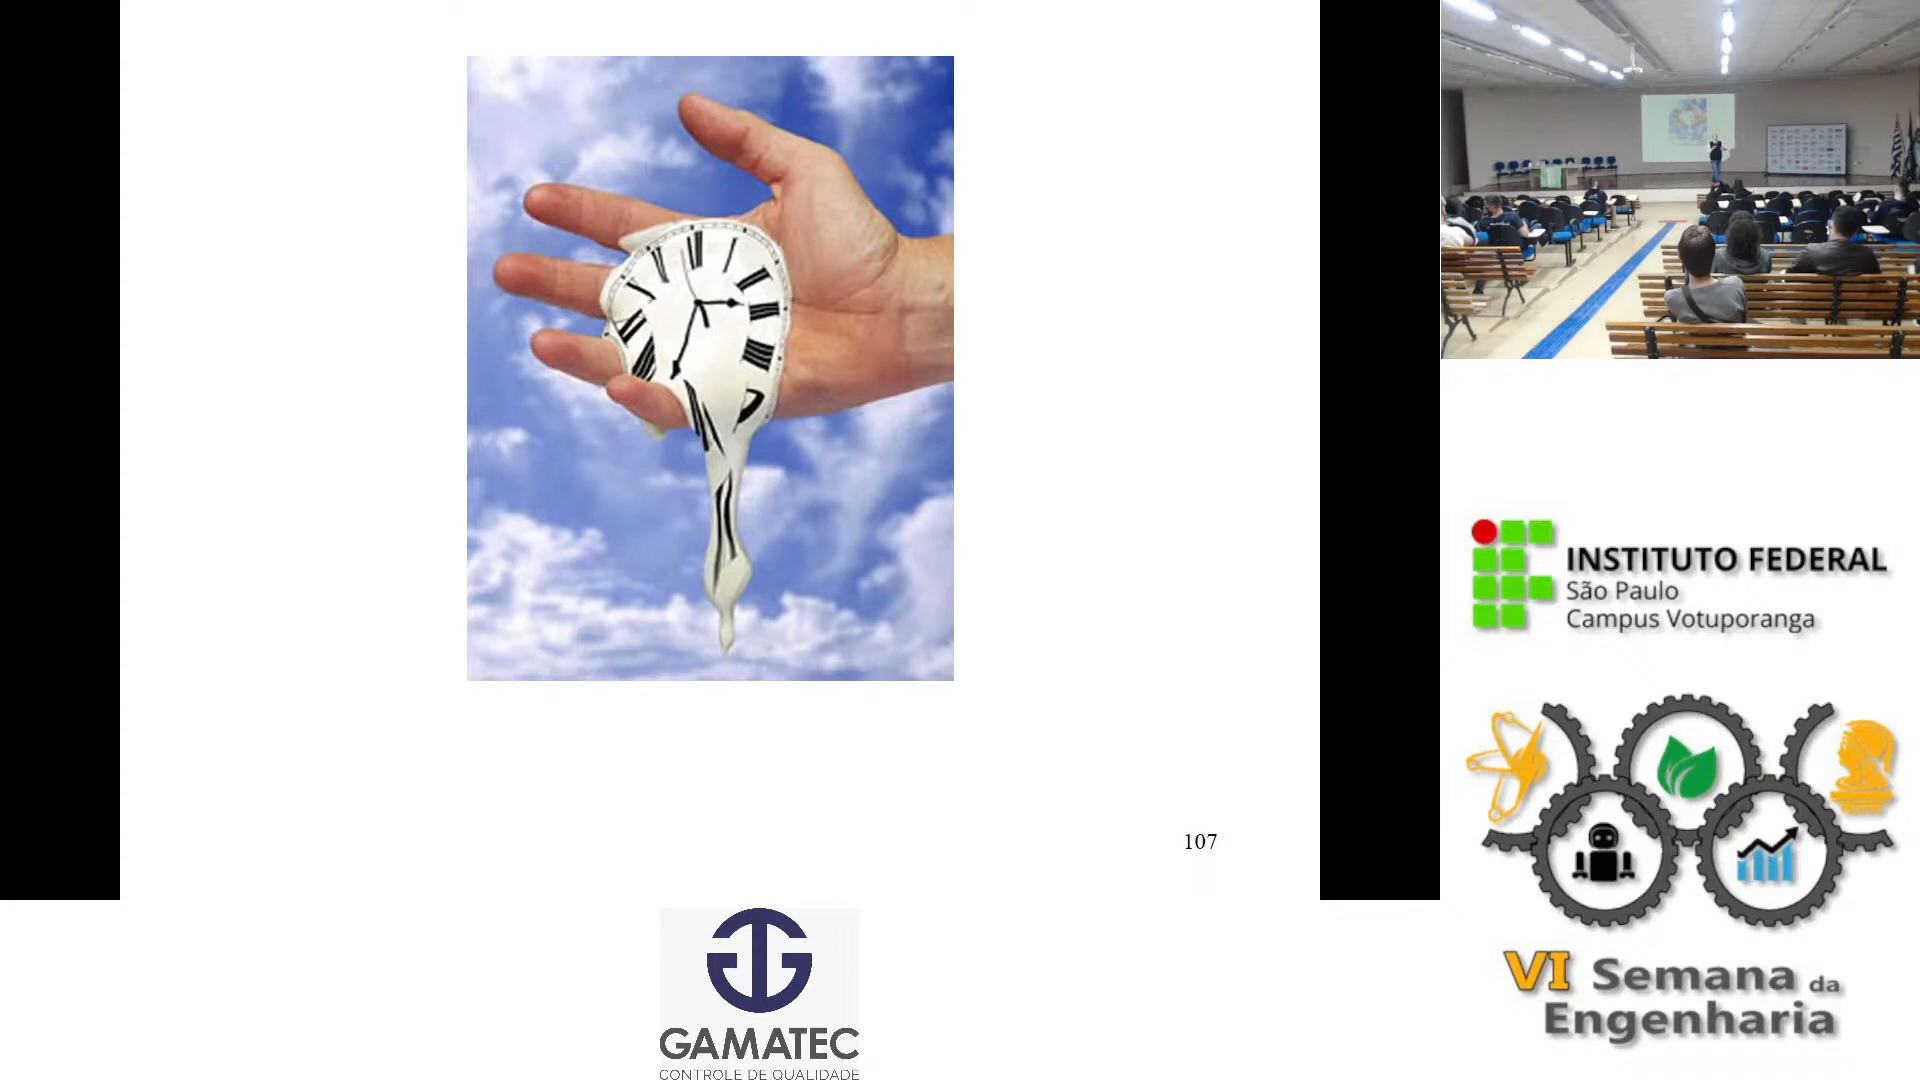 107
GAMATEC
CONTROLE DE QUALIDADE
INSTITUTO FEDERAL
São Paulo
Campus Votuporanga
VI Semana da
Engenharia